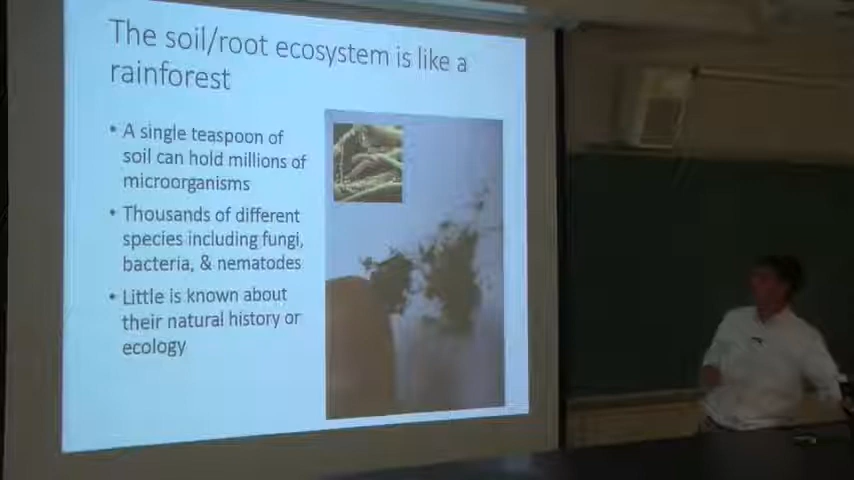 The soil/root ecosystem is like a
rainforest
• A single teaspoon of
soil can hold millions of
microorganisms
• Thousands of different
species including fungi,
bacteria, & nematodes
• Little is known about
their natural history or
ecology